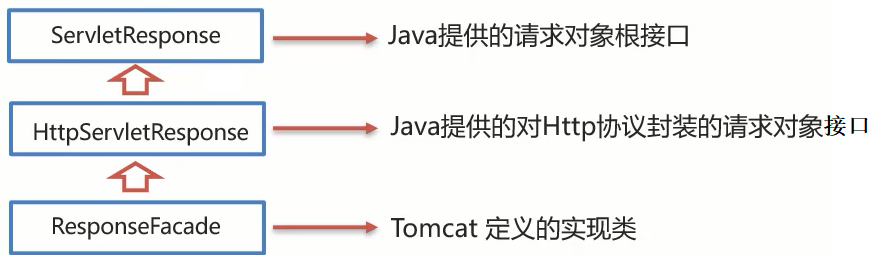 ServletResponse
Java提供的请求对象根接口
HttpServletResponse
Java提供的对Http协议封装的请求对象接口
ResponseFacade
Tomcat 定义的实现类